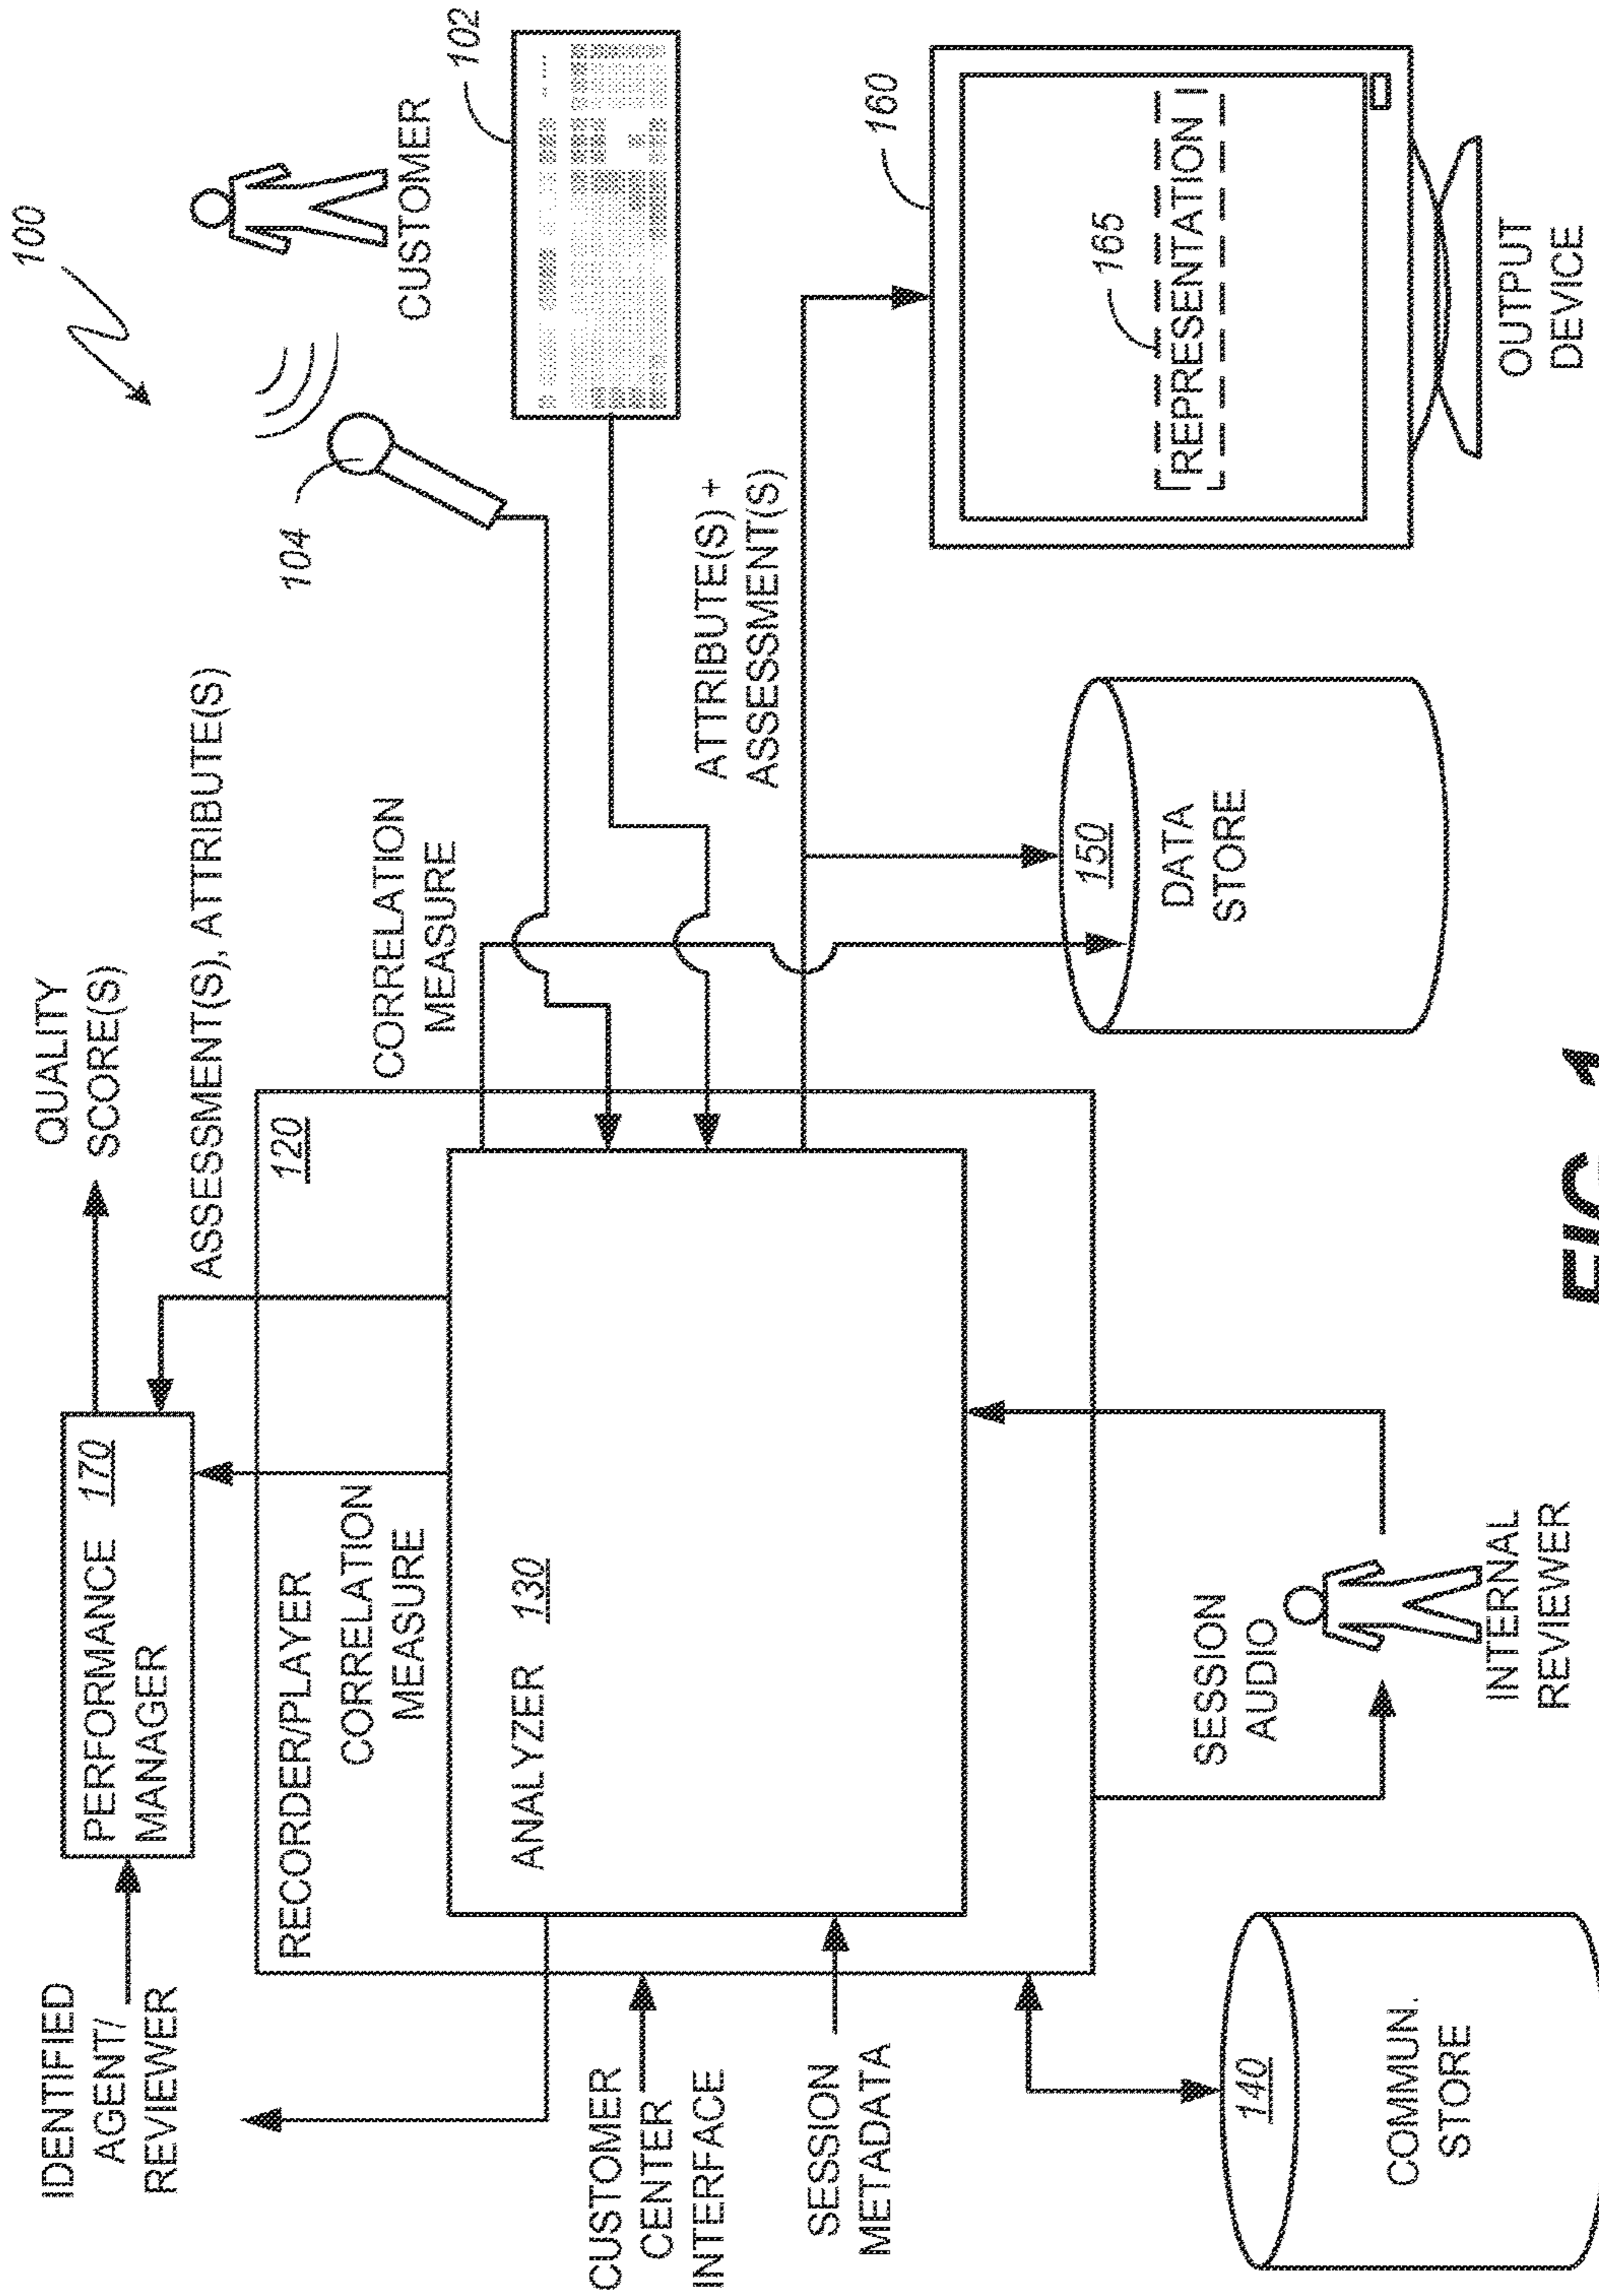 100
IDENTIFIED
AGENT/
REVIEWER
PERFORMANCE 170
MANAGER
QUALITY
SCORE(S)
ASSESSMENT(S), ATTRIBUTE(S)
CUSTOMER
104
102
RECORDER/PLAYER
120
CORRELATION
MEASURE
CORRELATION
MEASURE
ANALYZER 130
CUSTOMER
CENTER
INTERFACE
SESSION
METADATA
ATTRIBUTE(S) +
ASSESSMENT(S)
160
165
REPRESENTATION
150
DATA
STORE
SESSION
AUDIO
140
COMMUN.
STORE
INTERNAL
REVIEWER
OUTPUT
DEVICE
FIG. 1